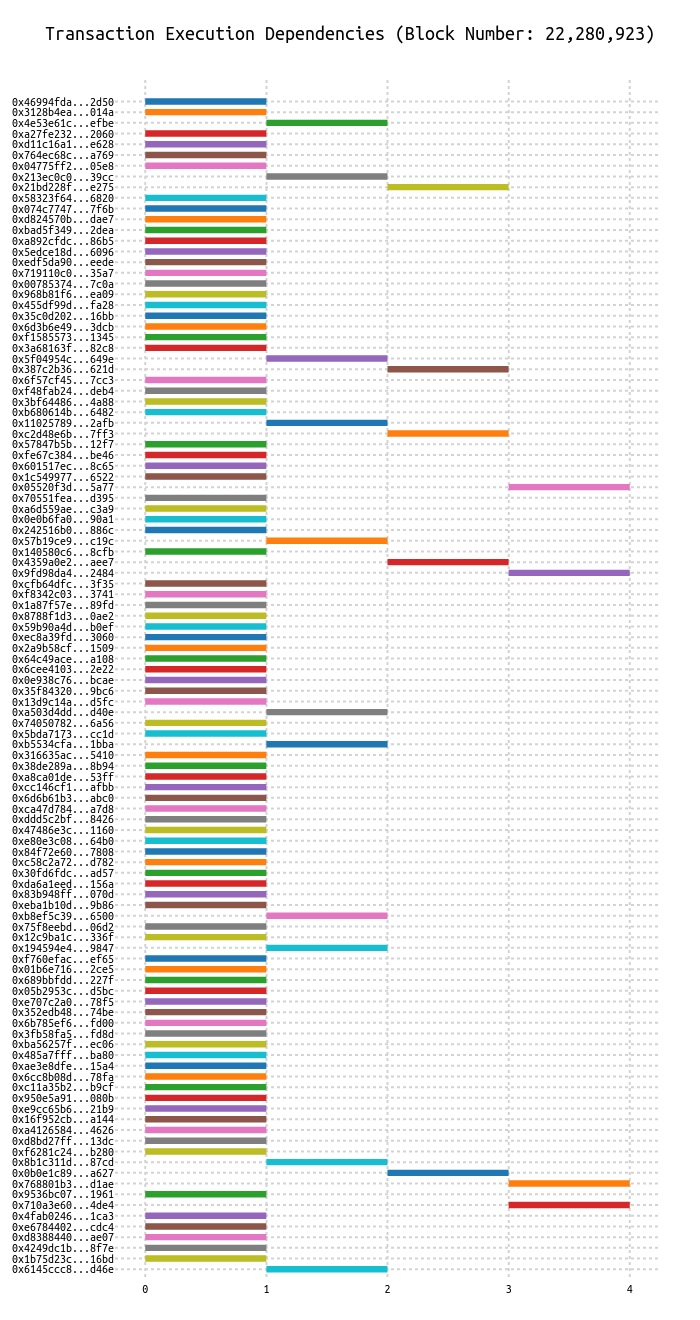 Transaction Execution Dependencies (Block Number: 22,280,923)
0x46994fda...2d50
0x3128b4ea...014a
0x4e53e61c...efbe
0xa27fe232...2060
0xd11c16a1...e628
0x764ec68c...a769
0x04775ff2...05e8
0x213ec0c0...39cc
0x21bd228f...e275
0x58323f64...6820
0x074c7747...7f6b
0xd824570b...dae7
0xbad5f349...2dea
0xa892cfdc...86b5
0x5edce18d...6096
0xedf5da90...eede
0x719110c0...35a7
0x00785374...7c0a
0x968b81f6...ea09
0x455df99d...fa28
0x35c0d202...16bb
0x6d3b6e49...3dcb
0xf1585573...1345
0x3a68163f...82c8
0x5f04954c...649e
0x387c2b36...621d
0x6f57cf45...7cc3
0xf48fab24...deb4
0x3bf64486...4a88
0xb680614b...6482
0x11025789...2afb
0xc2d48e6b...7ff3
0x57847b5b...12f7
0xfe67c384...be46
0x601517ec...8c65
0x1c549977...6522
0x05520f3d...5a77
0x70551fea...d395
0xa6d559ae...c3a9
0x0e0b6fa0...90a1
0x242516b0...886c
0x57b19ce9...c19c
0x140580c6...8cfb
0x4359a0e2...aee7
0x9fd98da4...2484
0xcfb64dfc...3f35
0xf8342c03...3741
0x1a87f57e...89fd
0x8788f1d3...0ae2
0x59b90a4d...b0ef
0xec8a39fd...3060
0x2a9b58cf...1509
0x64c49ace...a108
0x6cee4103...2e22
0x0e938c76...bcae
0x35f84320...9bc6
0x13d9c14a...d5fc
0xa503d4dd...d40e
0x74050782...6a56
0x5bda7173...cc1d
0xb5534cfa...1bba
0x316635ac...5410
0x38de289a...8b94
0xa8ca01de...53ff
0xcc146cf1...afbb
0x6d6b61b3...abc0
0xca47d784...a7d8
0xddd5c2bf...8426
0x47486e3c...1160
0xe80e3c08...64b0
0x84f72e60...7808
0xc58c2a72...d782
0x30fd6fdc...ad57
0xda6a1eed...156a
0x83b948ff...070d
0xeba1b10d...9b86
0xb8ef5c39...6500
0x75f8eebd...06d2
0x12c9ba1c...336f
0x194594e4...9847
0xf760efac...ef65
0x01b6e716...2ce5
0x689bbfdd...227f
0x05b2953c...d5bc
0xe707c2a0...78f5
0x352edb48...74be
0x6b785ef6...fd00
0x3fb58fa5...fd8d
0xba56257f...ec06
0x485a7fff...ba80
0xae3e8dfe...15a4
0x6cc8b08d...78fa
0xc11a35b2...b9cf
0x950e5a91...080b
0xe9cc65b6...21b9
0x16f952cb...a144
0xa4126584...4626
0xd8bd27ff...13dc
0xf6281c24...b280
0x8b1c311d...87cd
0x0b0e1c89...a627
0x768801b3...d1ae
0x9536bc07...1961
0x710a3e60...4de4
0x4fab0246...1ca3
0xe6784402...cdc4
0xd8388440...ae07
0x4249dc1b...8f7e
0x1b75d23c...16bd
0x6145ccc8...d46e
0 1 2 3 4